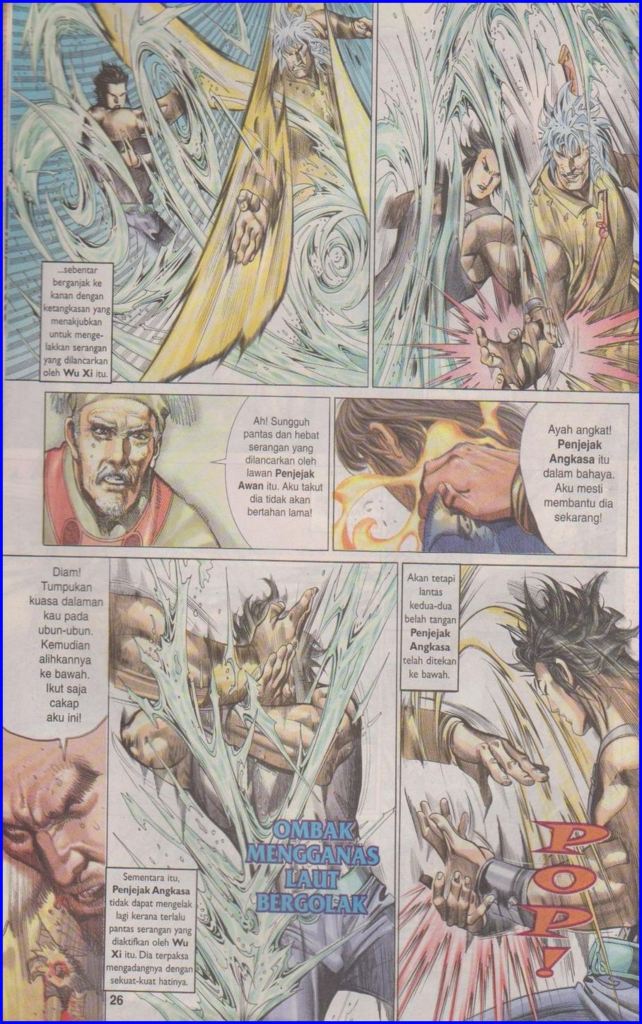 ...sebentar
berganjak ke
kanan dengan
ketangkasan yang
menakjubkan
untuk menge-
lakkan serangan
yang dilancarkan
oleh Wu Xi itu.
Ah! Sungguh
pantas dan hebat
serangan yang
dilancarkan oleh
lawan Penjejak
Awan itu. Aku takut
dia tidak akan
bertahan lama!
Ayah angkat!
Penjejak
Angkasa itu
dalam bahaya.
Aku mesti
membantu dia
sekarang!
Diam!
Tumpukan
kuasa dalaman
kau pada
ubun-ubun.
Kemudian
alihkannya
ke bawah.
Ikut saja
cakap
aku ini!
Sementara itu,
Penjejak Angkasa
tidak dapat mengelak
lagi kerana terlalu
pantas serangan yang
diaktifkan oleh Wu
Xi itu. Dia terpaksa
mengadangnya dengan
sekuat-kuat hatinya.
OMBAK
MENGGANAS
LAUT
BERGOLAK
Akan tetapi
lantas
kedua-dua
belah tangan
Penjejak
Angkasa
telah ditekan
ke bawah.
POP!
26